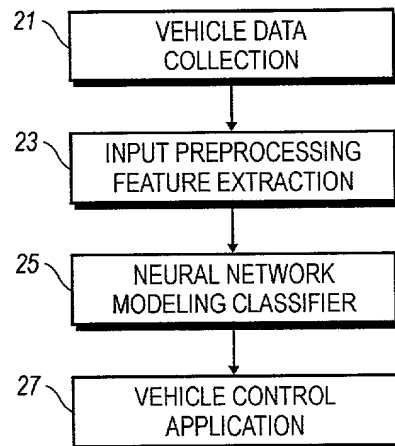 21
VEHICLE DATA
COLLECTION
23
INPUT PREPROCESSING
FEATURE EXTRACTION
25
NEURAL NETWORK
MODELING CLASSIFIER
27
VEHICLE CONTROL
APPLICATION